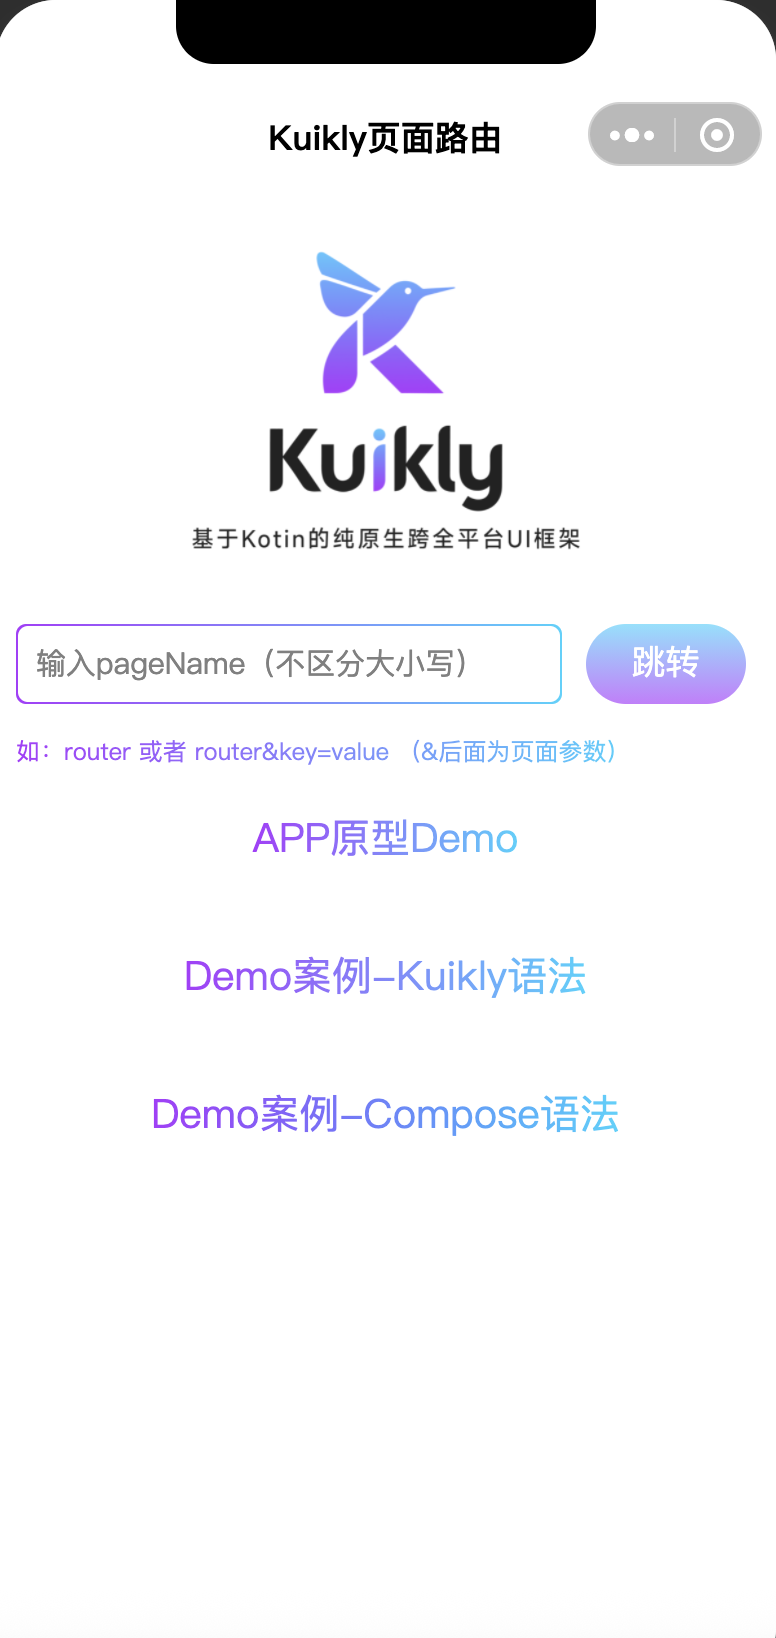 Kuikly页面路由
Kuikly
基于Kotin的纯原生跨全平台UI框架
输入pageName（不区分大小写）
跳转
如：router 或者 router&key=value （&后面为页面参数）
APP原型Demo
Demo案例-Kuikly语法
Demo案例-Compose语法